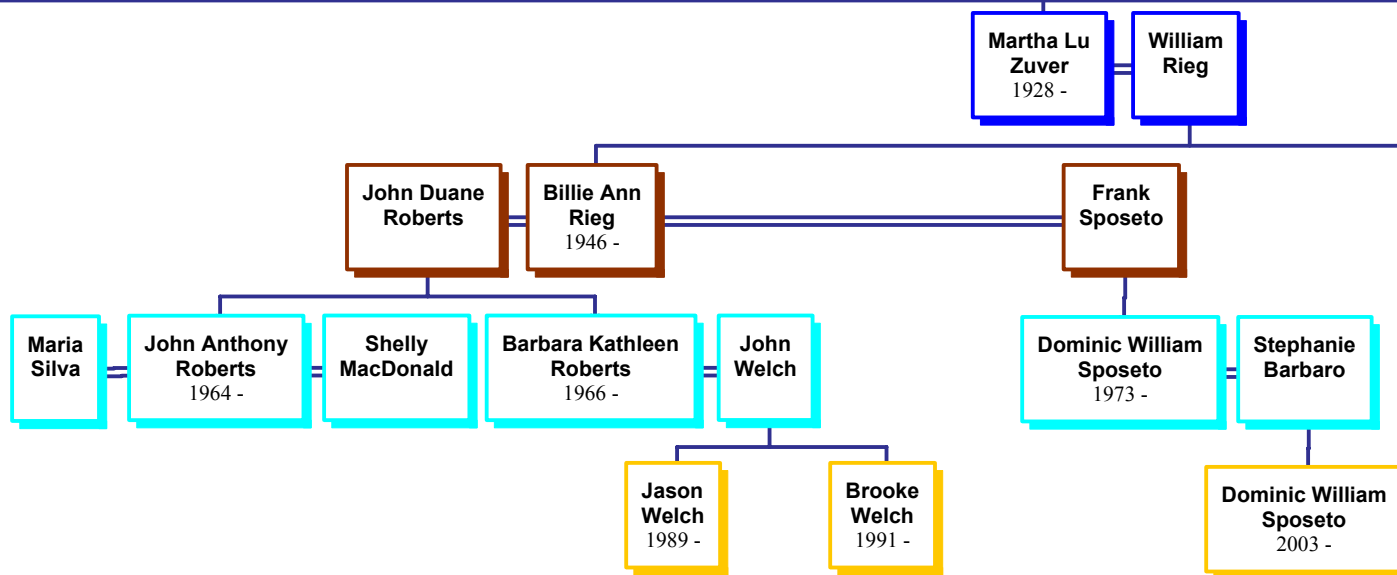 Martha Lu
Zuver
1928 -
William
Rieg
John Duane
Roberts
Billie Ann
Rieg
1946 -
Frank
Sposeto
Maria
Silva
John Anthony
Roberts
1964 -
Shelly
MacDonald
Barbara Kathleen
Roberts
1966 -
John
Welch
Dominic William
Sposeto
1973 -
Stephanie
Barbaro
Jason
Welch
1989 -
Brooke
Welch
1991 -
Dominic William
Sposeto
2003 -